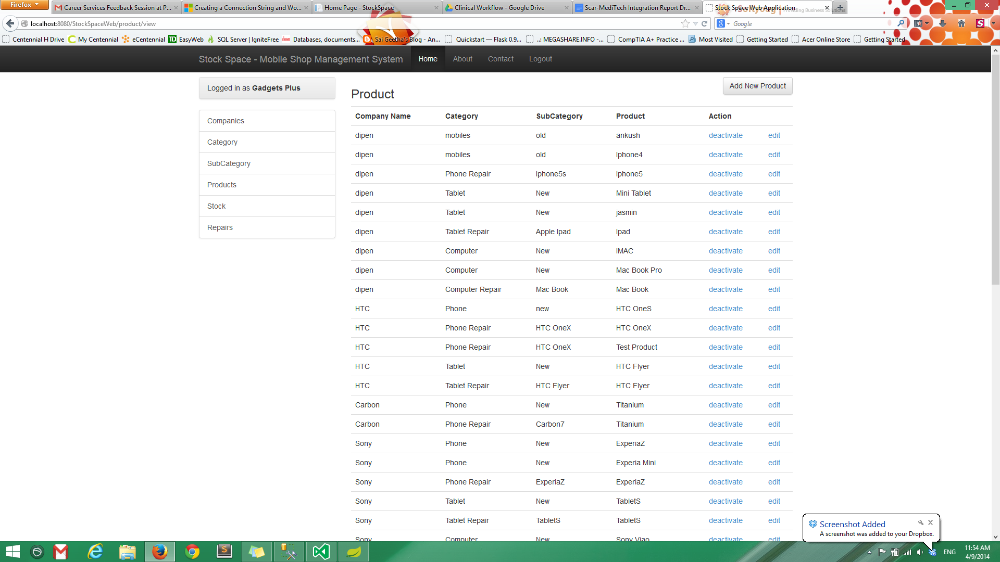 Firefox
Career Services Feedback Session at P...
Creating a Connection String and Wo...
Home Page - StockSpace
Clinical Workflow - Google Drive
Scar-MediTech Integration Report Dr...
Stock Space Web Application
Providing Business Solutions
localhost:8080/StockSpaceWeb/product/view
Google
Centennial H Drive My Centennial eCentennial EasyWeb SQL Server | IgniteFree Databases, documents... Sai Geetha's Blog - An... Quickstart — Flask 0.9... ..: MEGASHARE.INFO -... CompTIA A+ Practice ... Most Visited Getting Started Acer Online Store Getting Started
Stock Space - Mobile Shop Management System Home About Contact Logout
Logged in as Gadgets Plus
Companies
Category
SubCategory
Products
Stock
Repairs
Product
Add New Product
Company Name Category SubCategory Product Action
dipen mobiles old ankush deactivate edit
dipen mobiles old Iphone4 deactivate edit
dipen Phone Repair Iphone5s Iphone5 deactivate edit
dipen Tablet New Mini Tablet deactivate edit
dipen Tablet New jasmin deactivate edit
dipen Tablet Repair Apple Ipad Ipad deactivate edit
dipen Computer New IMAC deactivate edit
dipen Computer New Mac Book Pro deactivate edit
dipen Computer Repair Mac Book Mac Book deactivate edit
HTC Phone new HTC OneS deactivate edit
HTC Phone Repair HTC OneX HTC OneX deactivate edit
HTC Phone Repair HTC OneX Test Product deactivate edit
HTC Tablet New HTC Flyer deactivate edit
HTC Tablet Repair HTC Flyer HTC Flyer deactivate edit
Carbon Phone New Titanium deactivate edit
Carbon Phone Repair Carbon7 Titanium deactivate edit
Sony Phone New ExperiaZ deactivate edit
Sony Phone New Experia Mini deactivate edit
Sony Phone Repair ExperiaZ ExperiaZ deactivate edit
Sony Tablet New TabletS deactivate edit
Sony Tablet Repair TabletS TabletS deactivate edit
Sony Computer New Sony Viao deactivate edit
Screenshot Added
A screenshot was added to your Dropbox.
ENG
11:54 AM
4/9/2014